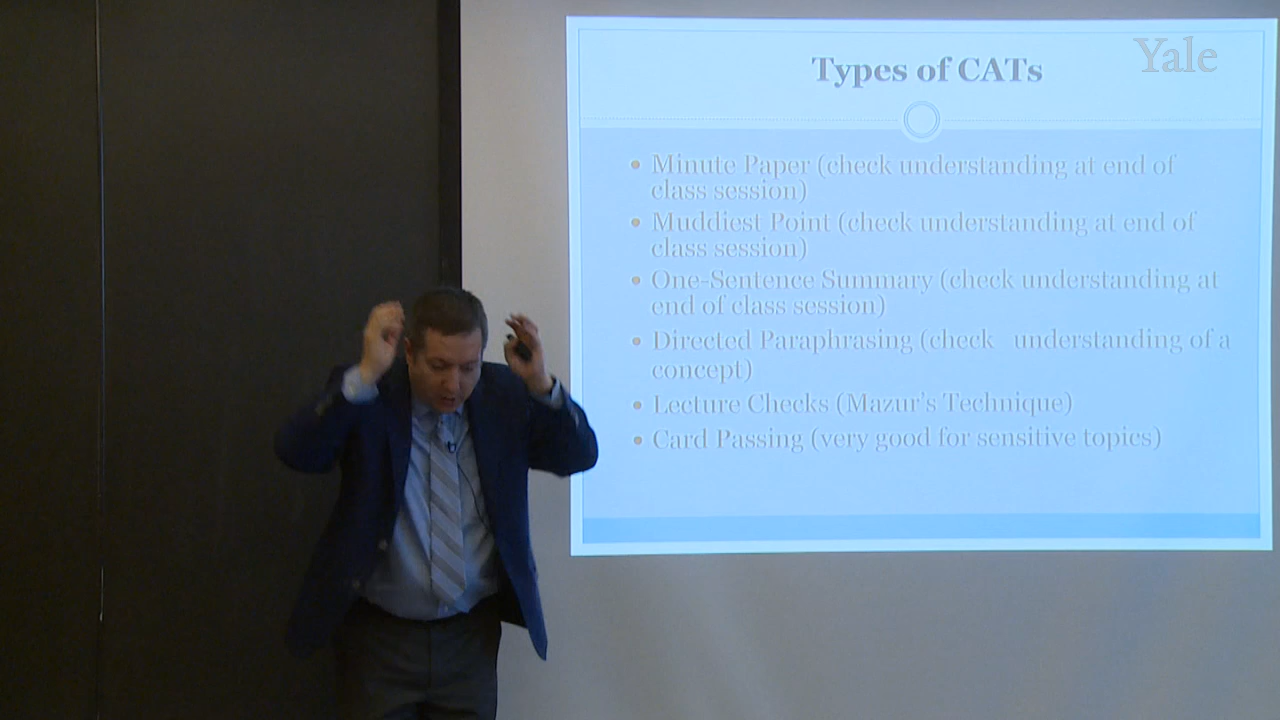 Yale
Types of CATs
• Minute Paper (check understanding at end of
class session)
• Muddiest Point (check understanding at end of
class session)
• One-Sentence Summary (check understanding at
end of class session)
• Directed Paraphrasing (check understanding of a
concept)
• Lecture Checks (Mazur's Technique)
• Card Passing (very good for sensitive topics)